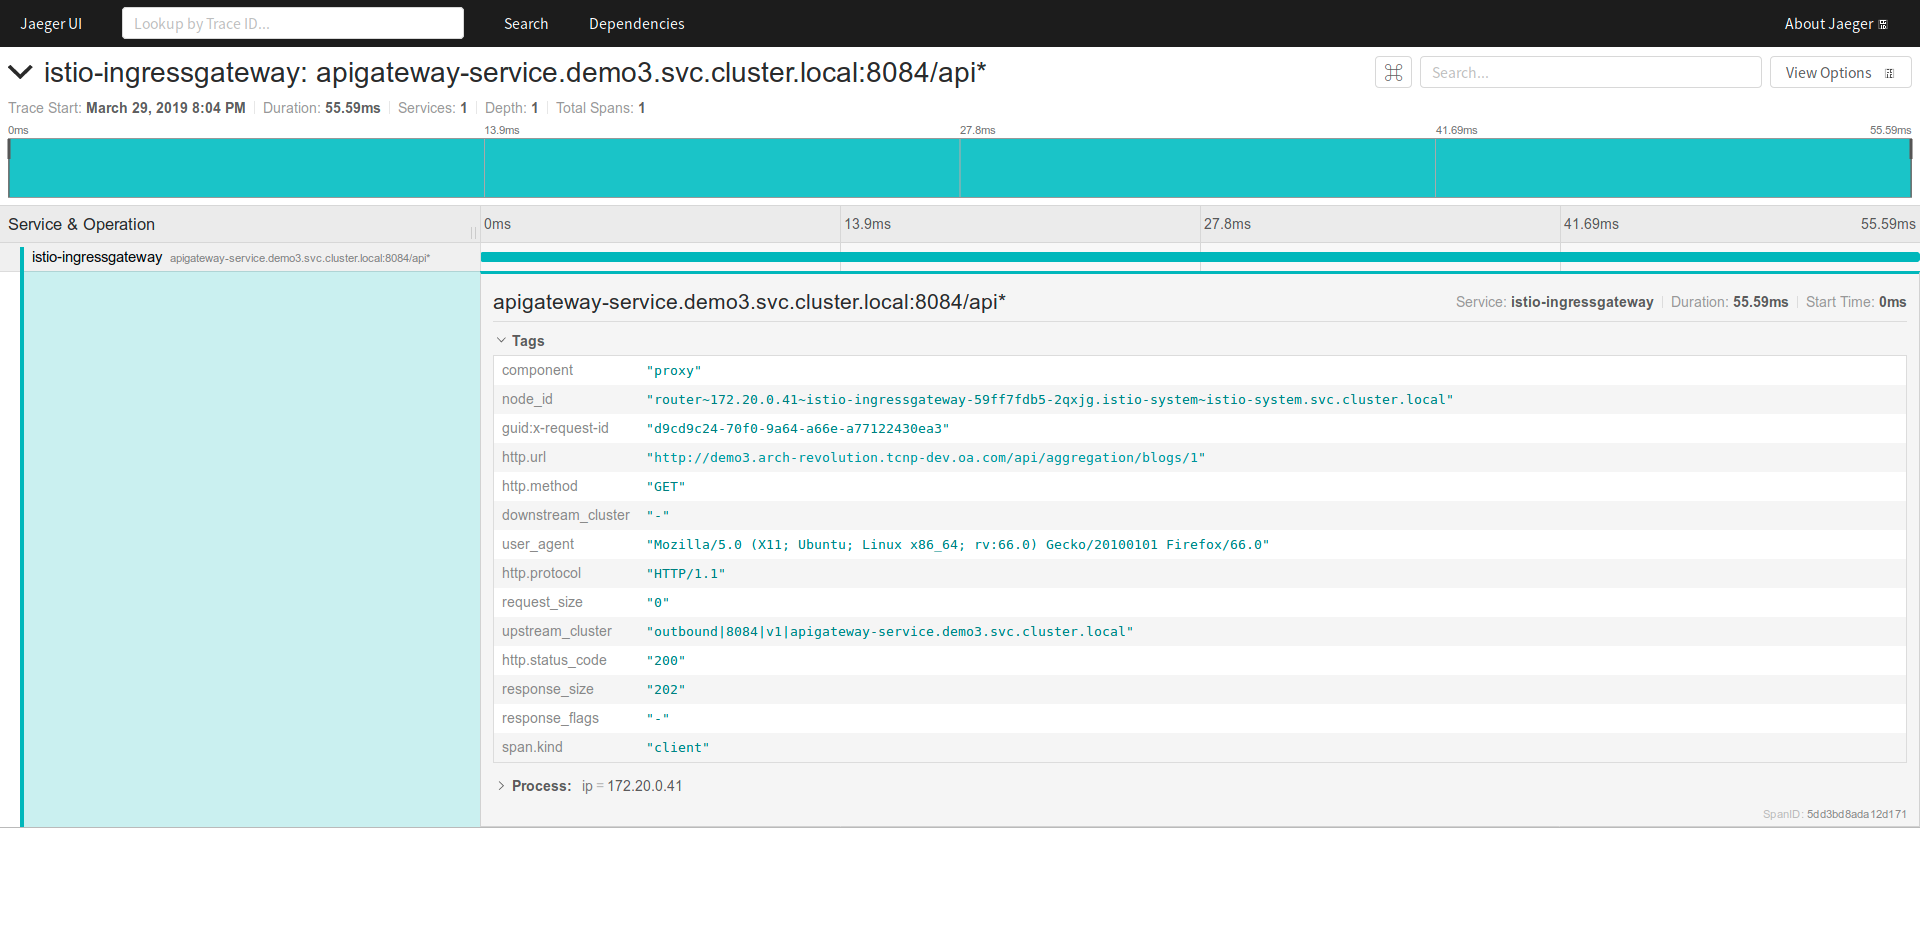 Jaeger UI Lookup by Trace ID... Search Dependencies About Jaeger
istio-ingressgateway: apigateway-service.demo3.svc.cluster.local:8084/api* Search... View Options
Trace Start: March 29, 2019 8:04 PM Duration: 55.59ms Services: 1 Depth: 1 Total Spans: 1
0ms 13.9ms 27.8ms 41.69ms 55.59ms
Service & Operation 0ms 13.9ms 27.8ms 41.69ms 55.59ms
istio-ingressgateway apigateway-service.demo3.svc.cluster.local:8084/api*
apigateway-service.demo3.svc.cluster.local:8084/api* Service: istio-ingressgateway Duration: 55.59ms Start Time: 0ms
Tags
component "proxy"
node_id "router~172.20.0.41~istio-ingressgateway-59ff7fdb5-2qxjg.istio-system~istio-system.svc.cluster.local"
guid:x-request-id "d9cd9c24-70f0-9a64-a66e-a77122430ea3"
http.url "http://demo3.arch-revolution.tcnp-dev.oa.com/api/aggregation/blogs/1"
http.method "GET"
downstream_cluster "-"
user_agent "Mozilla/5.0 (X11; Ubuntu; Linux x86_64; rv:66.0) Gecko/20100101 Firefox/66.0"
http.protocol "HTTP/1.1"
request_size "0"
upstream_cluster "outbound|8084|v1|apigateway-service.demo3.svc.cluster.local"
http.status_code "200"
response_size "202"
response_flags "-"
span.kind "client"
Process: ip = 172.20.0.41
SpanID: 5dd3bd8ada12d171